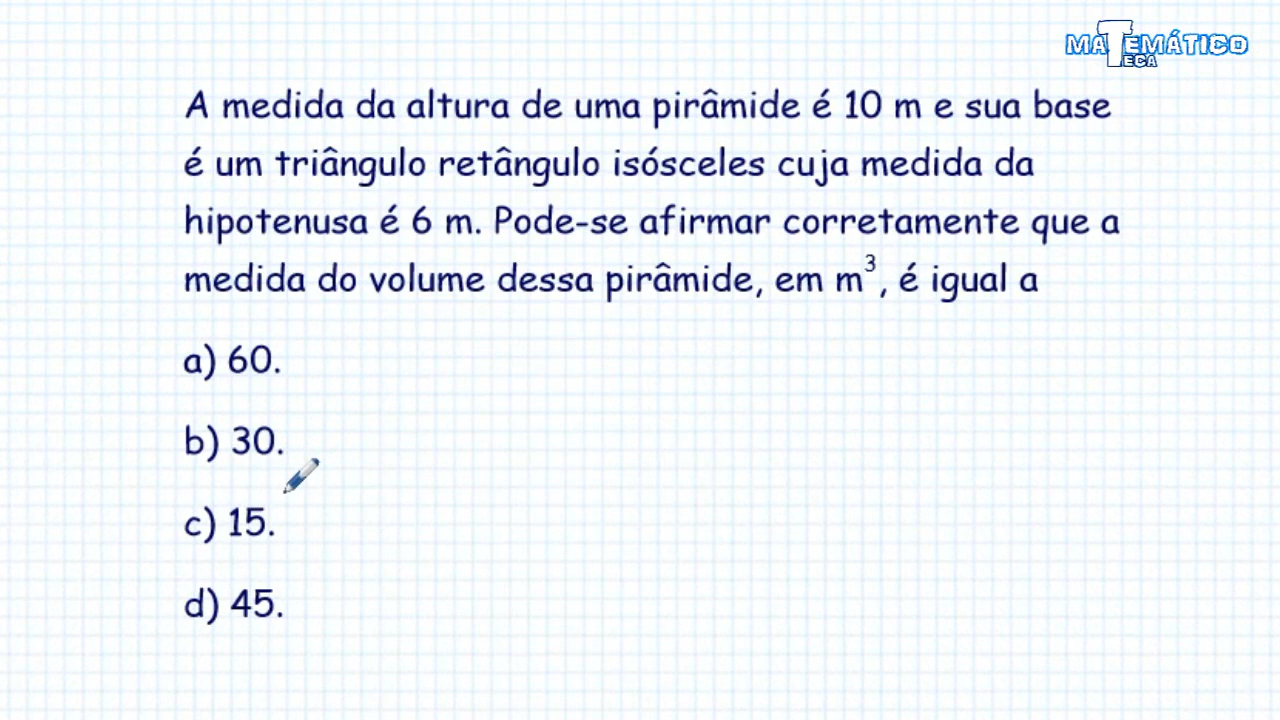 MATEMÁTICO
TECA
A medida da altura de uma pirâmide é 10 m e sua base
é um triângulo retângulo isósceles cuja medida da
hipotenusa é 6 m. Pode-se afirmar corretamente que a
medida do volume dessa pirâmide, em m³, é igual a
a) 60.
b) 30.
c) 15.
d) 45.